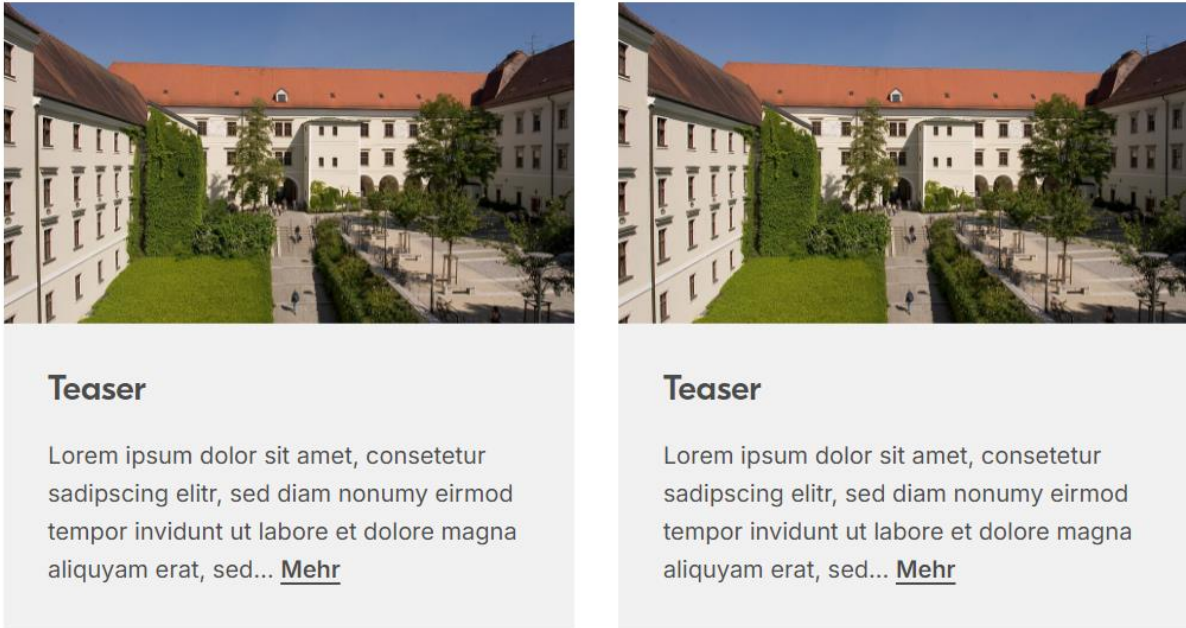 Teaser
Lorem ipsum dolor sit amet, consetetur
sadipscing elitr, sed diam nonumy eirmod
tempor invidunt ut labore et dolore magna
aliquyam erat, sed... Mehr
Teaser
Lorem ipsum dolor sit amet, consetetur
sadipscing elitr, sed diam nonumy eirmod
tempor invidunt ut labore et dolore magna
aliquyam erat, sed... Mehr